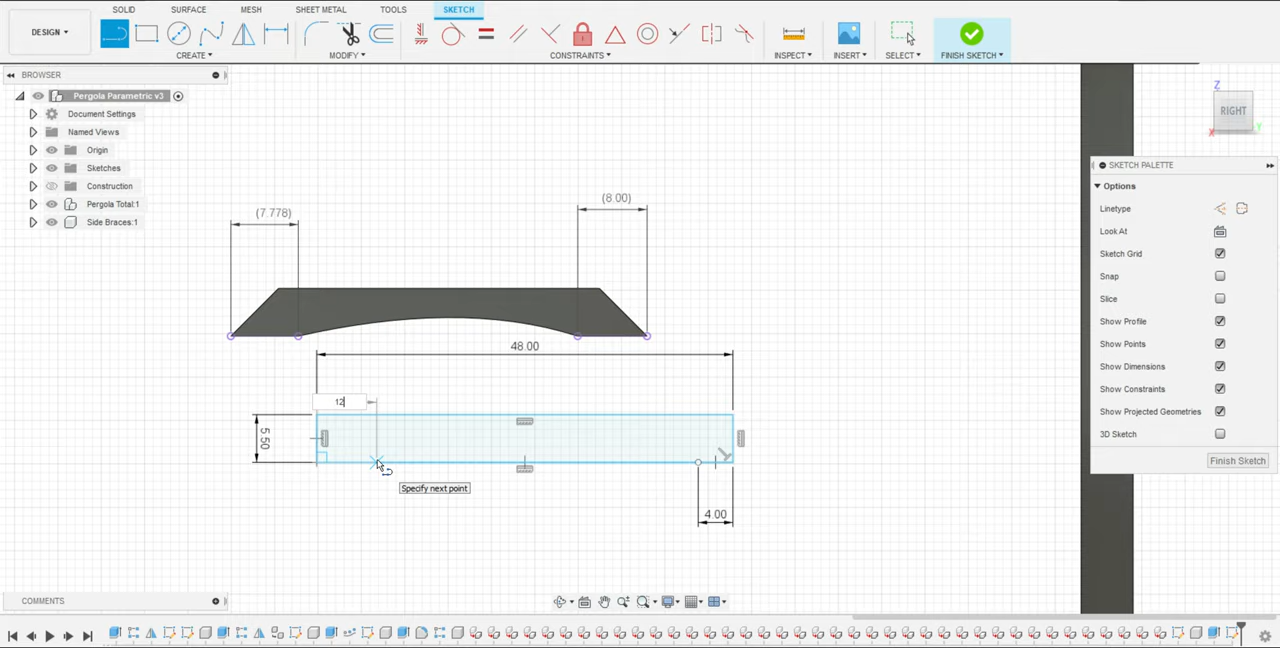 SOLID SURFACE MESH SHEET METAL TOOLS SKETCH
DESIGN ▾
CREATE ▾ MODIFY ▾ CONSTRAINTS ▾ INSPECT ▾ INSERT ▾ SELECT ▾ FINISH SKETCH ▾
BROWSER
Pergola Parametric v3
Document Settings
Named Views
Origin
Sketches
Construction
Pergola Total:1
Side Braces:1
Z
RIGHT
X
Y
SKETCH PALETTE
Options
Linetype
Look At
Sketch Grid
Snap
Slice
Show Profile
Show Points
Show Dimensions
Show Constraints
Show Projected Geometries
3D Sketch
Finish Sketch
(7.778)
(8.00)
48.00
12
5.50
Specify next point
4.00
COMMENTS